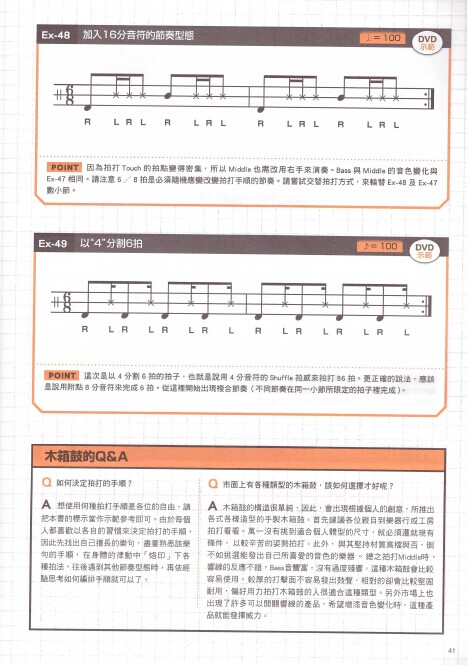 Ex-48 加入16分音符的節奏型態 ♩=100 DVD 示範
6 8
R L R L R L R L R L R L R L R L
POINT 因為拍打 Touch 的拍點變得密集，所以 Middle 也需改用右手來演奏。Bass 與 Middle 的音色變化與
Ex-47 相同。請注意 6／8 拍是必須隨機應變改變拍打手順的節奏。請嘗試交替拍打方式，來輪替 Ex-48 及 Ex-47
數小節。
Ex-49 以“4”分割6拍 ♪=100 DVD 示範
6 8
R L R L R L R L R L R L R L R L
POINT 這次是以 4 分割 6 拍的拍子，也就是說用 4 分音符的 Shuffle 拍感來拍打 86 拍。更正確的說法，應該
是說用附點 8 分音符來完成 6 拍。從這裡開始出現複合節奏（不同節奏在同一小節所限定的拍子裡完成）。
木箱鼓的Q&A
Q 如何決定拍打的手順？
A 想使用何種拍打手順是各位的自由，請
把本書的標示當作示範參考即可。由於每個
人都喜歡以各自的習慣來決定拍打的手順，
因此先找出自己擅長的樂句，盡量熟悉該樂
句的手順，在身體的律動中「烙印」下各
種拍法，往後遇到其他節奏型態時，再依經
驗思考如何編排手順就可以了。
Q 市面上有各種類型的木箱鼓，該如何選擇才好呢？
A 木箱鼓的構造很單純，因此，會出現根據個人的創意，所推出
各式各樣造型的手製木箱鼓。首先建議各位親自到樂器行或工房
拍打看看。萬一沒有挑到適合個人體型的尺寸，就必須遷就現有
條件，以較辛苦的姿勢拍打。此外，與其堅持材質高檔與否，倒
不如挑選能發出自己所喜愛的音色的樂器。總之拍打Middle時，
響線的反應不錯，Bass音豐富，沒有過度殘響，這種木箱鼓會比較
容易使用。較厚的打擊面不容易發出鼓聲，相對的卻會比較堅固
耐用，偏好用力拍打木箱鼓的人很適合這種類型。另外市場上也
出現了許多可以開關響線的產品，希望增添音色變化時，這種產
品就能發揮威力。
41